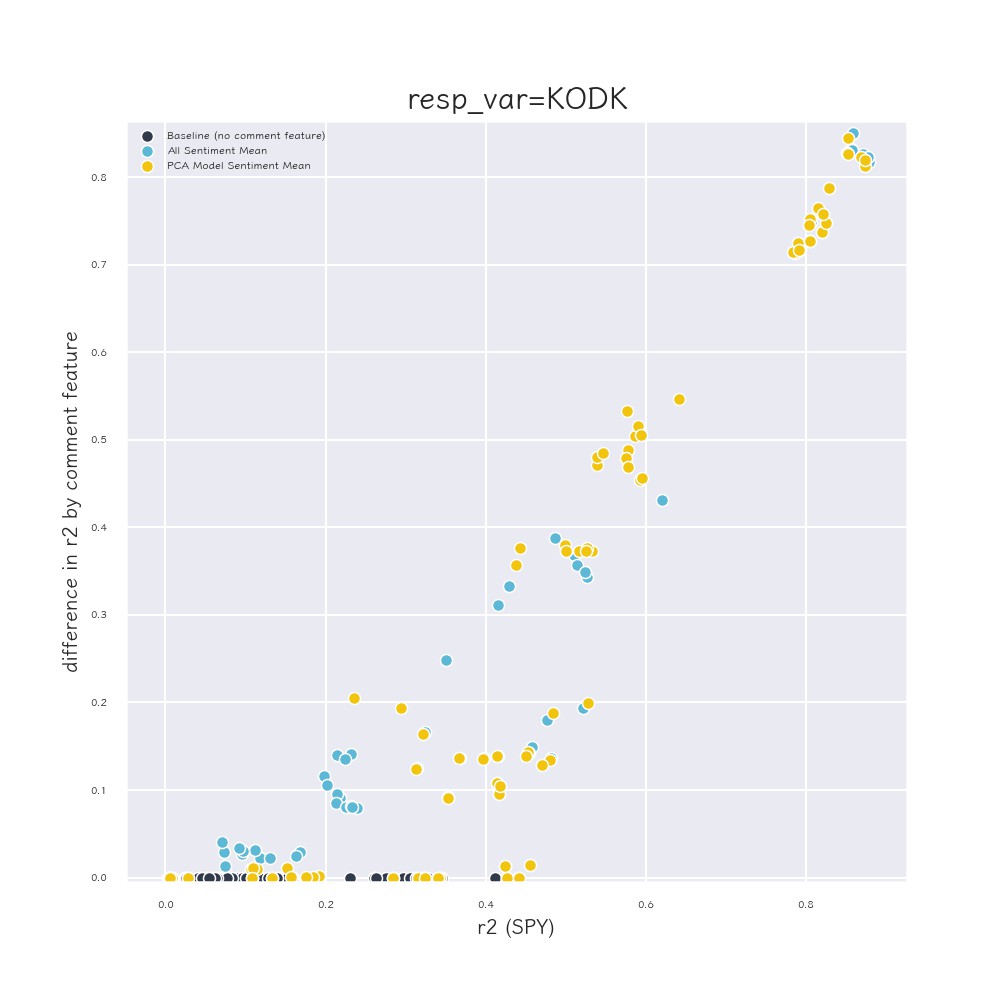 resp_var=KODK
Baseline (no comment feature)
All Sentiment Mean
PCA Model Sentiment Mean
difference in r2 by comment feature
0.8
0.7
0.6
0.5
0.4
0.3
0.2
0.1
0.0
0.0 0.2 0.4 0.6 0.8
r2 (SPY)